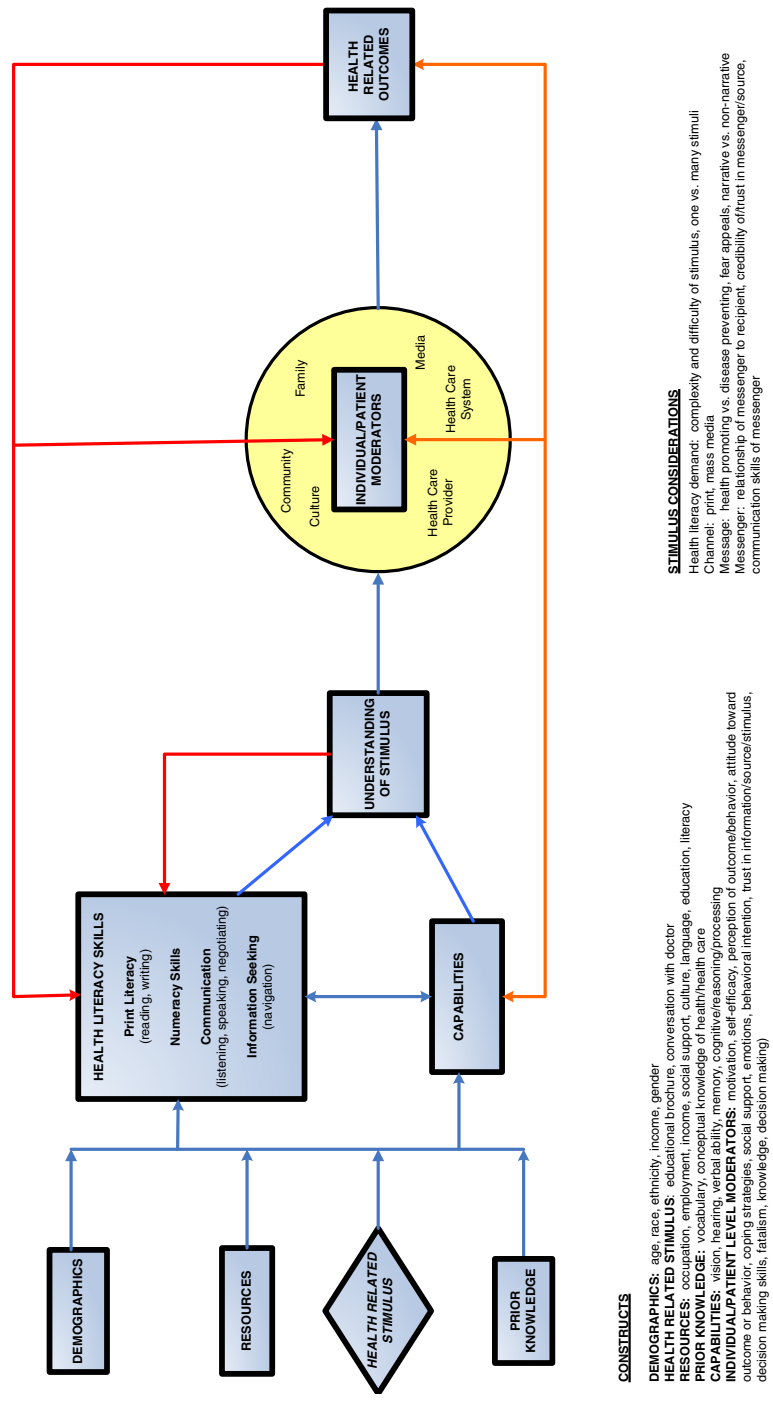 DEMOGRAPHICS
RESOURCES
HEALTH RELATED
STIMULUS
PRIOR
KNOWLEDGE
HEALTH LITERACY SKILLS
Print Literacy
(reading, writing)
Numeracy Skills
Communication
(listening, speaking, negotiating)
Information Seeking
(navigation)
CAPABILITIES
UNDERSTANDING
OF STIMULUS
Community
Culture
Family
INDIVIDUAL/PATIENT
MODERATORS
Health Care
Provider
Health Care
System
Media
HEALTH
RELATED
OUTCOMES
CONSTRUCTS
DEMOGRAPHICS: age, race, ethnicity, income, gender
HEALTH RELATED STIMULUS: educational brochure, conversation with doctor
RESOURCES: occupation, employment, income, social support, culture, language, education, literacy
PRIOR KNOWLEDGE: vocabulary, conceptual knowledge of health/health care
CAPABILITIES: vision, hearing, verbal ability, memory, cognitive/reasoning/processing
INDIVIDUAL/PATIENT LEVEL MODERATORS: motivation, self-efficacy, perception of outcome/behavior, attitude toward
outcome or behavior, coping strategies, social support, emotions, behavioral intention, trust in information/source/stimulus,
decision making skills, fatalism, knowledge, decision making)
STIMULUS CONSIDERATIONS
Health literacy demand: complexity and difficulty of stimulus, one vs. many stimuli
Channel: print, mass media
Message: health promoting vs. disease preventing, fear appeals, narrative vs. non-narrative
Messenger: relationship of messenger to recipient, credibility of/trust in messenger/source,
communication skills of messenger